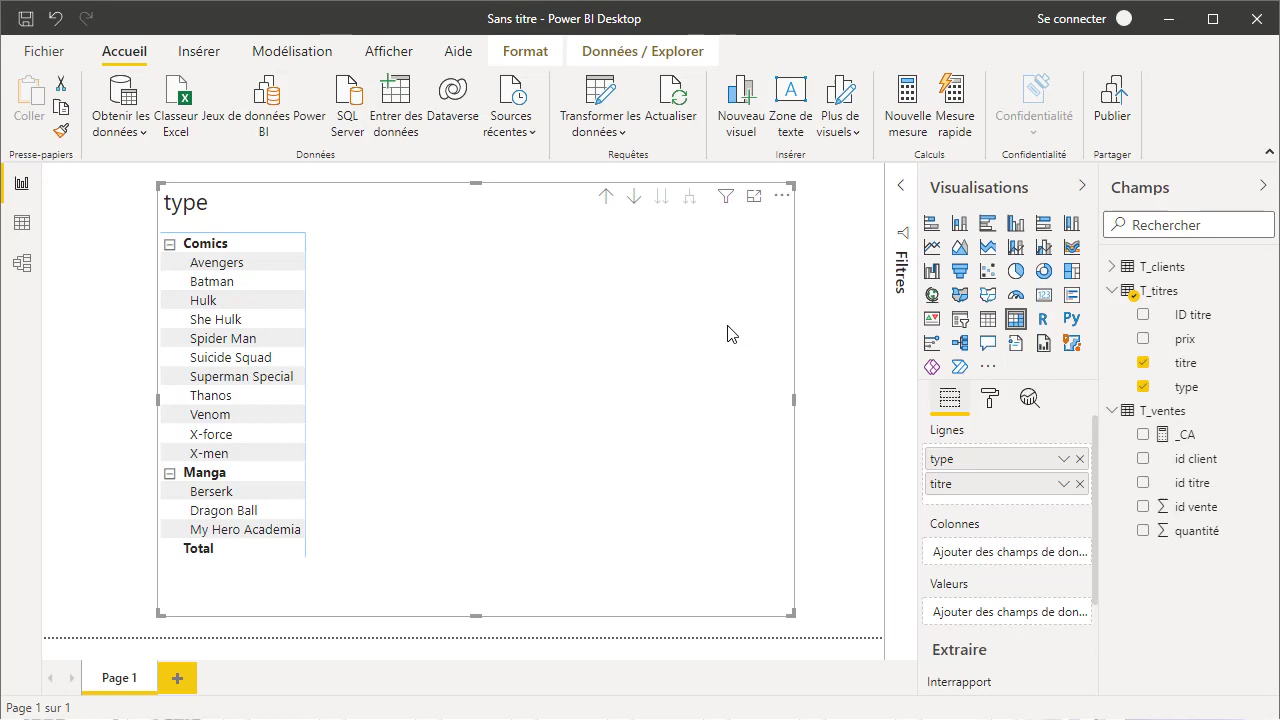 Sans titre - Power BI Desktop
Se connecter
Fichier
Accueil
Insérer
Modélisation
Afficher
Aide
Format
Données / Explorer
Coller
Obtenir les données
Classeur Excel
Jeux de données Power BI
SQL Server
Entrer des données
Dataverse
Sources récentes
Transformer les données
Actualiser
Nouveau visuel
Zone de texte
Plus de visuels
Nouvelle mesure
Mesure rapide
Confidentialité
Publier
Presse-papiers
Données
Requêtes
Insérer
Calculs
Confidentialité
Partager
type
Comics
Avengers
Batman
Hulk
She Hulk
Spider Man
Suicide Squad
Superman Special
Thanos
Venom
X-force
X-men
Manga
Berserk
Dragon Ball
My Hero Academia
Total
Filtres
Visualisations
R
Py
123
A
Lignes
type
titre
Colonnes
Ajouter des champs de don...
Valeurs
Ajouter des champs de don...
Extraire
Interrapport
Champs
Rechercher
T_clients
T_titres
ID titre
prix
titre
type
T_ventes
_CA
id client
id titre
id vente
quantité
Page 1
Page 1 sur 1